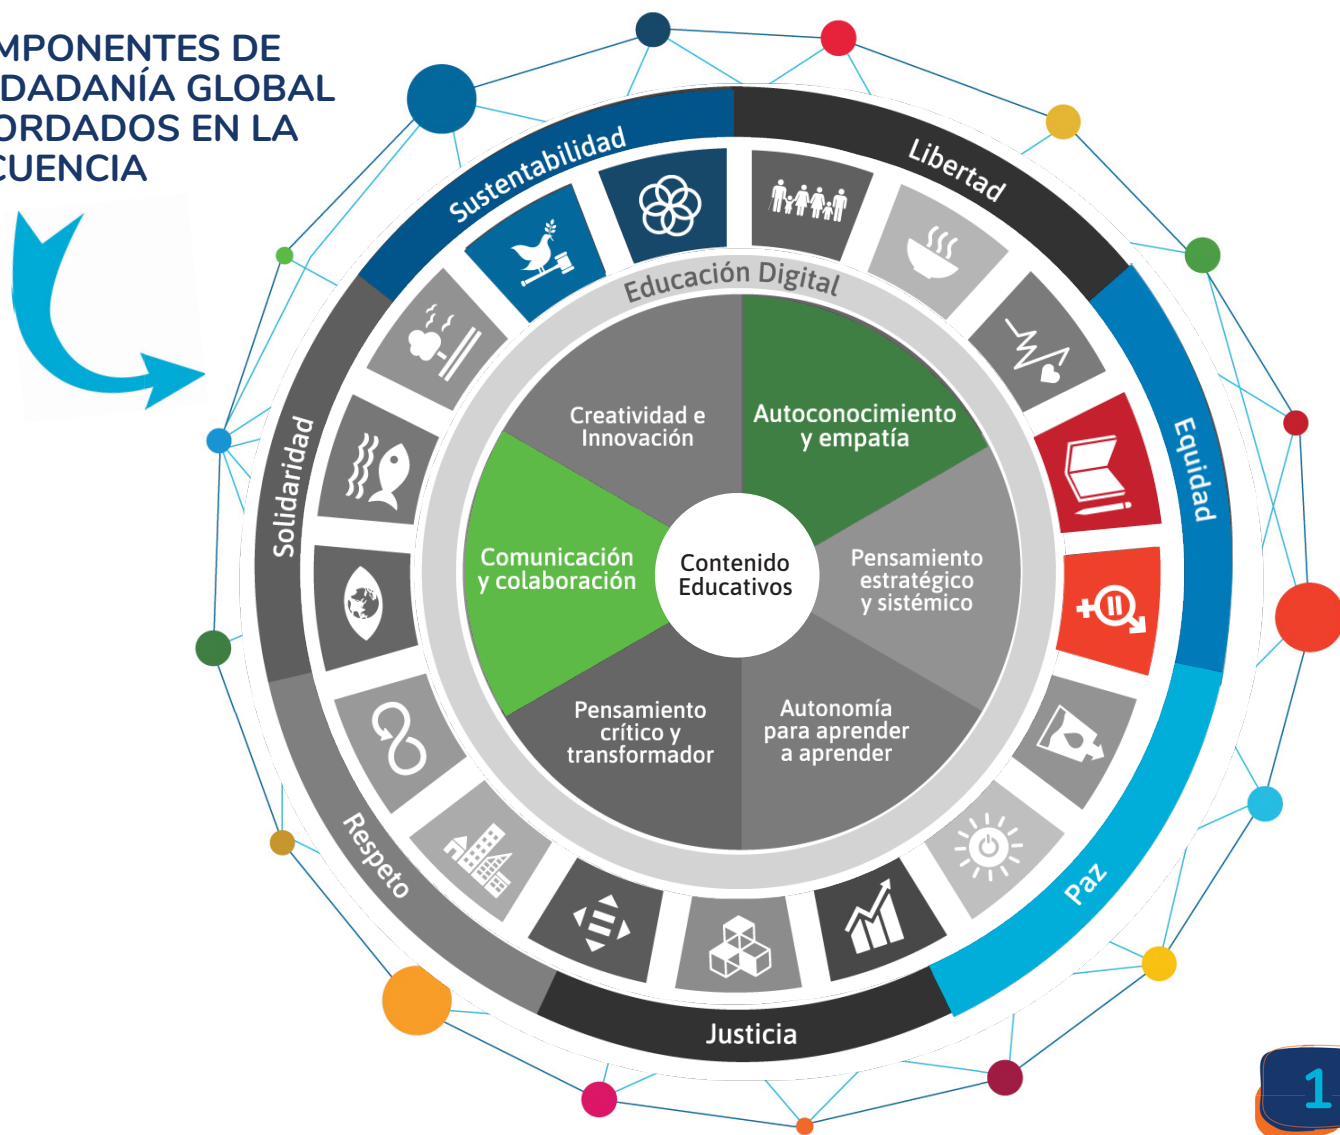 MPONENTES DE
DADANÍA GLOBAL
ORDADOS EN LA
CUENCIA
Sustentabilidad
Libertad
Equidad
Paz
Justicia
Respeto
Solidaridad
Educación Digital
Creatividad e
Innovación
Autoconocimiento
y empatía
Pensamiento
estratégico
y sistémico
Autonomía
para aprender
a aprender
Pensamiento
crítico y
transformador
Comunicación
y colaboración
Contenido
Educativos
1